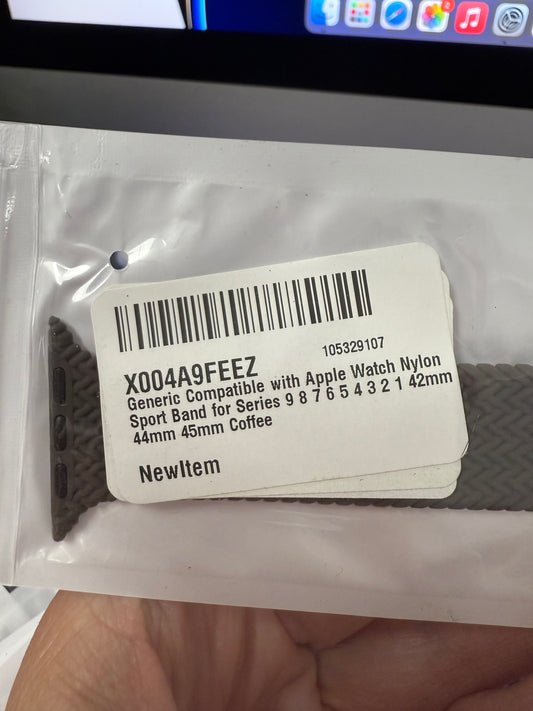 105329107
X004A9FEEZ
Generic Compatible with Apple Watch Nylon
Sport Band for Series 9 8 7 6 5 4 3 2 1 42mm
44mm 45mm Coffee
NewItem